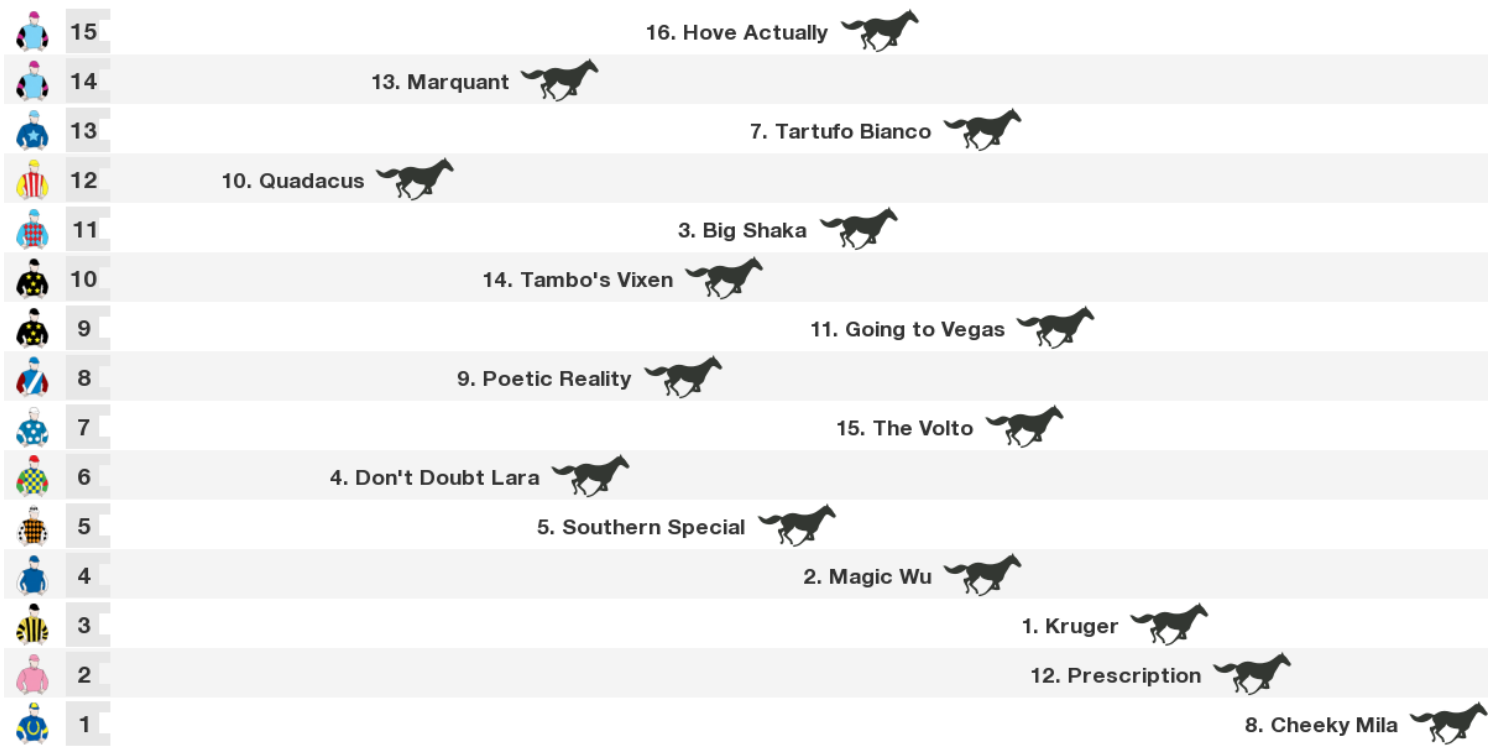 15 16. Hove Actually
14 13. Marquant
13 7. Tartufo Bianco
12 10. Quadacus
11 3. Big Shaka
10 14. Tambo's Vixen
9 11. Going to Vegas
8 9. Poetic Reality
7 15. The Volto
6 4. Don't Doubt Lara
5 5. Southern Special
4 2. Magic Wu
3 1. Kruger
2 12. Prescription
1 8. Cheeky Mila